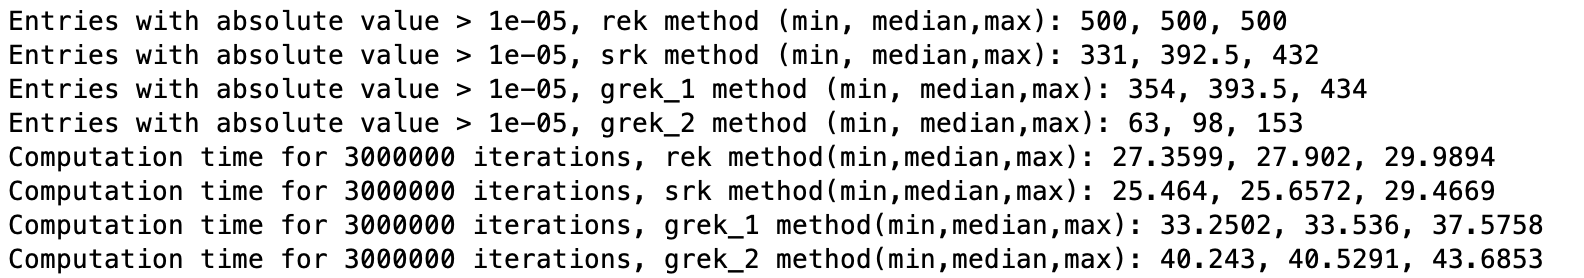 Entries with absolute value > 1e-05, rek method (min, median,max): 500, 500, 500
Entries with absolute value > 1e-05, srk method (min, median,max): 331, 392.5, 432
Entries with absolute value > 1e-05, grek_1 method (min, median,max): 354, 393.5, 434
Entries with absolute value > 1e-05, grek_2 method (min, median,max): 63, 98, 153
Computation time for 3000000 iterations, rek method(min,median,max): 27.3599, 27.902, 29.9894
Computation time for 3000000 iterations, srk method(min,median,max): 25.464, 25.6572, 29.4669
Computation time for 3000000 iterations, grek_1 method(min,median,max): 33.2502, 33.536, 37.5758
Computation time for 3000000 iterations, grek_2 method(min,median,max): 40.243, 40.5291, 43.6853